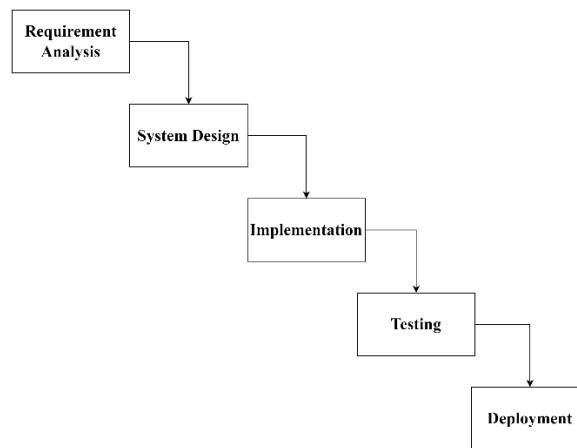 Requirement
Analysis
System Design
Implementation
Testing
Deployment